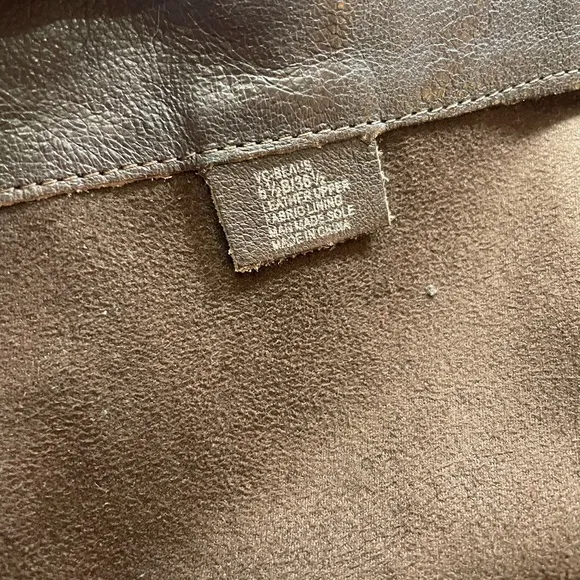 VC-BEAUS
6½B/36½
LEATHER UPPER
FABRIC LINING
MAN MADE SOLE
MADE IN CHINA